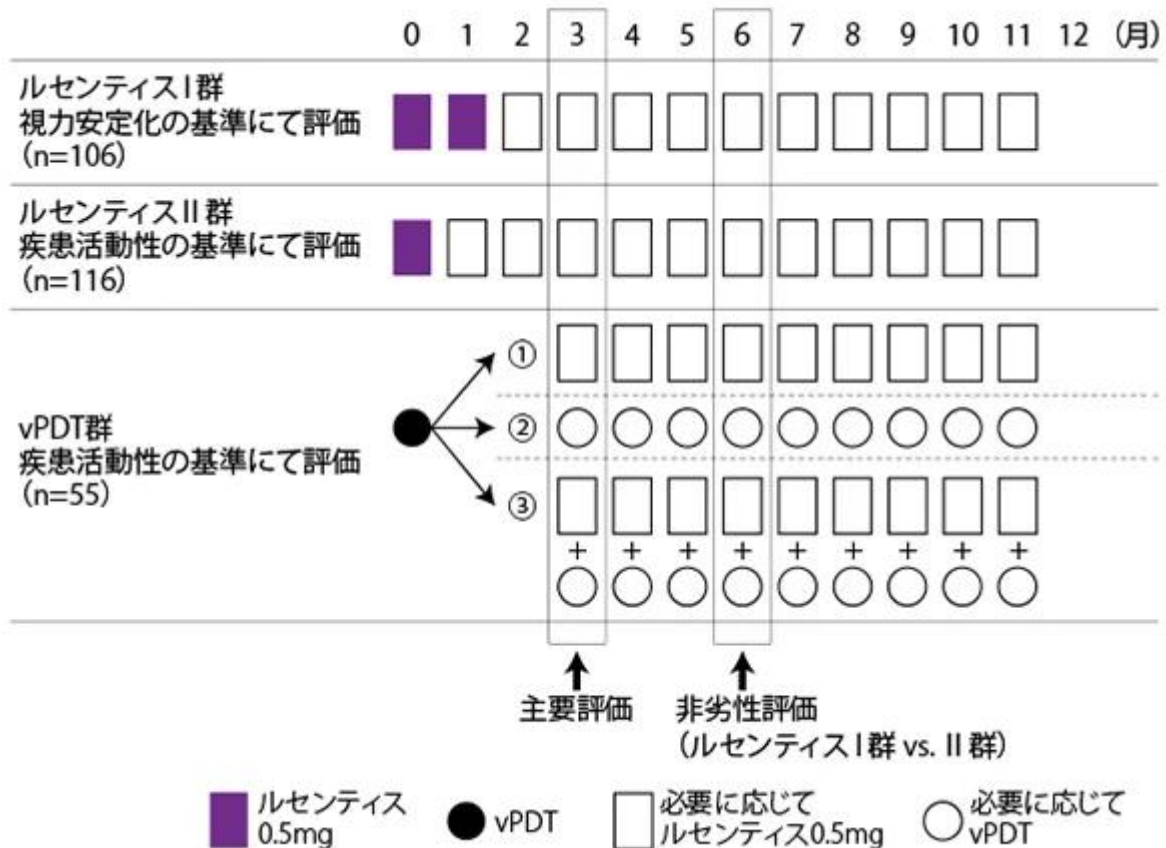 0 1 2 3 4 5 6 7 8 9 10 11 12 (月)
ルセンティスI群
視力安定化の基準にて評価
(n=106)
ルセンティスII群
疾患活動性の基準にて評価
(n=116)
①
vPDT群
疾患活動性の基準にて評価
(n=55)
②
③
+ + + + + + + + +
主要評価
非劣性評価
(ルセンティスI群 vs. II群)
ルセンティス
0.5mg
vPDT
必要に応じて
ルセンティス0.5mg
必要に応じて
vPDT